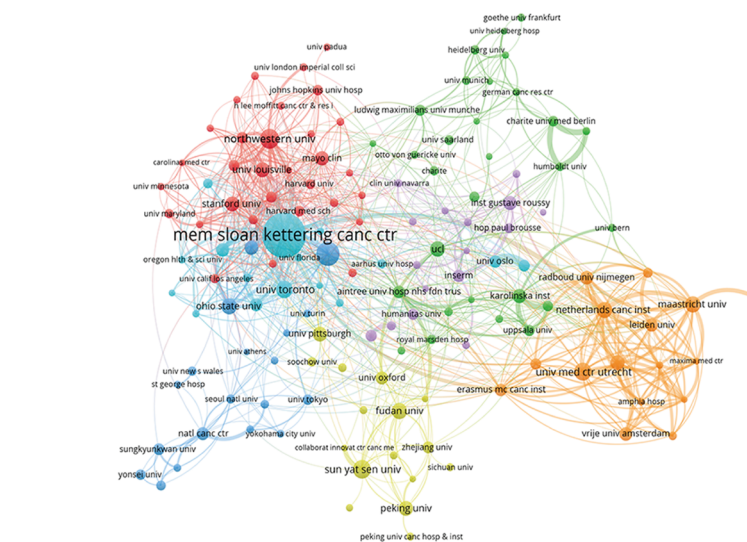 goethe univ frankfurt
univ heidelberg hosp
univ padua
heidelberg univ
univ london imperial coll sci
univ munich
johns hopkins univ hosp
german canc res ctr
h lee moffitt canc ctr & res i
ludwig maximilians univ munche
charite univ med berlin
northwestern univ
univ saarland
mayo clin
otto von guericke univ
carolinas med ctr
univ louisville
charite
humboldt univ
univ minnesota
harvard univ
clin univ navarra
stanford univ
inst gustave roussy
univ maryland
harvard med sch
hop paul brousse
univ bern
mem sloan kettering canc ctr
ucl
oregon hlth & sci univ
univ florida
aarhus univ hosp
univ oslo
inserm
univ calif los angeles
radboud univ nijmegen
univ toronto
aintree univ hosp nhs fdn trus
karolinska inst
ohio state univ
maastricht univ
netherlands canc inst
univ turin
humanitas univ
leiden univ
uppsala univ
univ pittsburgh
royal marsden hosp
univ athens
soochow univ
maxima med ctr
univ new s wales
univ med ctr utrecht
univ oxford
st george hosp
erasmus mc canc inst
seoul natl univ
univ tokyo
amphia hosp
fudan univ
natl canc ctr
yokohama city univ
vrije univ amsterdam
sungkyunkwan univ
collaborat innovat ctr canc me
zhejiang univ
yonsei univ
sun yat sen univ
sichuan univ
peking univ
peking univ canc hosp & inst